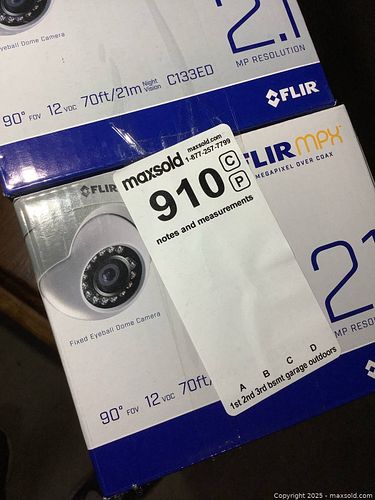 Eyeball Dome Camera
2.1
MP RESOLUTION
90° FOV 12 VDC 70ft/21m Night Vision C133ED
FLIR
maxsold
maxsold.com
1-877-257-7799
910
C
P
notes and measurements
FLIR
FLIR MPX
MEGAPIXEL OVER COAX
Fixed Eyeball Dome Camera
2.1
MP RESOL
90° FOV 12 VDC 70ft/
A B C D
1st 2nd 3rd bsmt garage outdoors
Copyright 2025 - maxsold.com